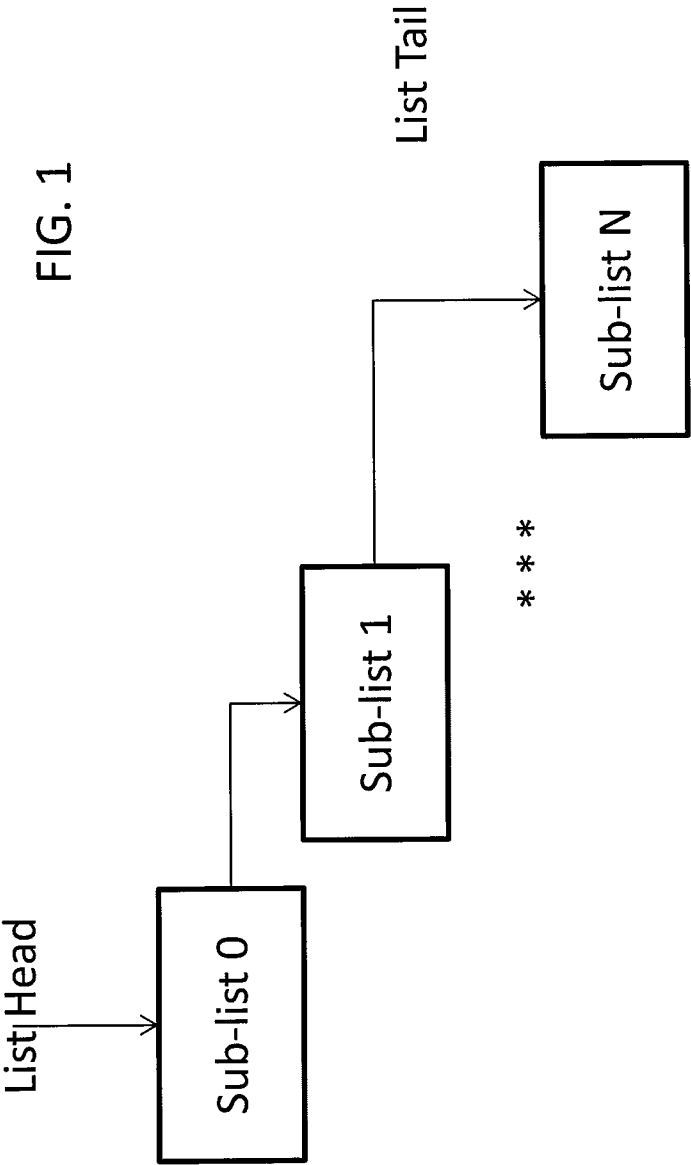 FIG. 1
List Head
List Tail
Sub-list 0
Sub-list 1
* * *
Sub-list N